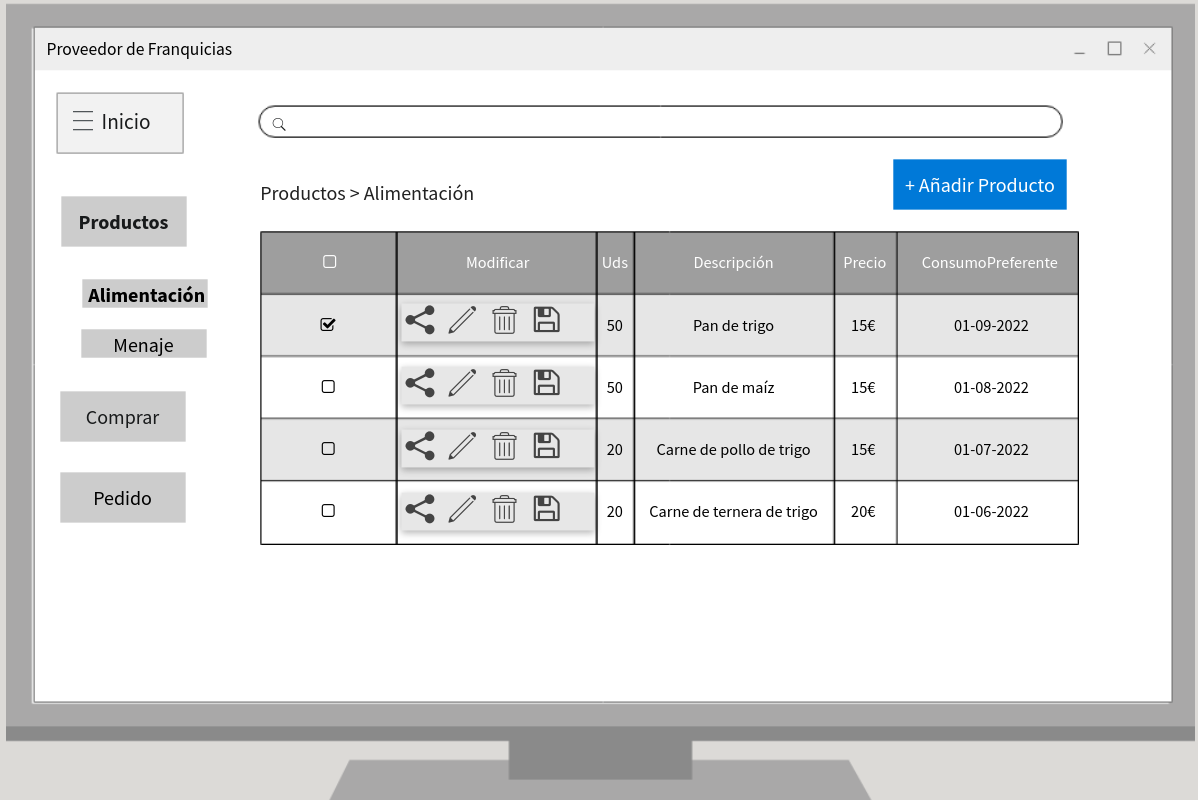 Proveedor de Franquicias
Inicio
Productos > Alimentación
+ Añadir Producto
Productos
Alimentación
Menaje
Comprar
Pedido
Modificar Uds Descripción Precio ConsumoPreferente
50 Pan de trigo 15€ 01-09-2022
50 Pan de maíz 15€ 01-08-2022
20 Carne de pollo de trigo 15€ 01-07-2022
20 Carne de ternera de trigo 20€ 01-06-2022